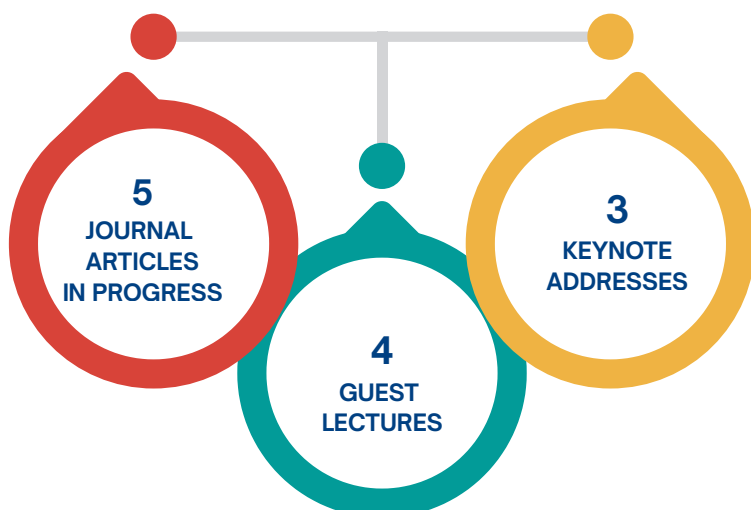 5
JOURNAL
ARTICLES
IN PROGRESS
4
GUEST
LECTURES
3
KEYNOTE
ADDRESSES